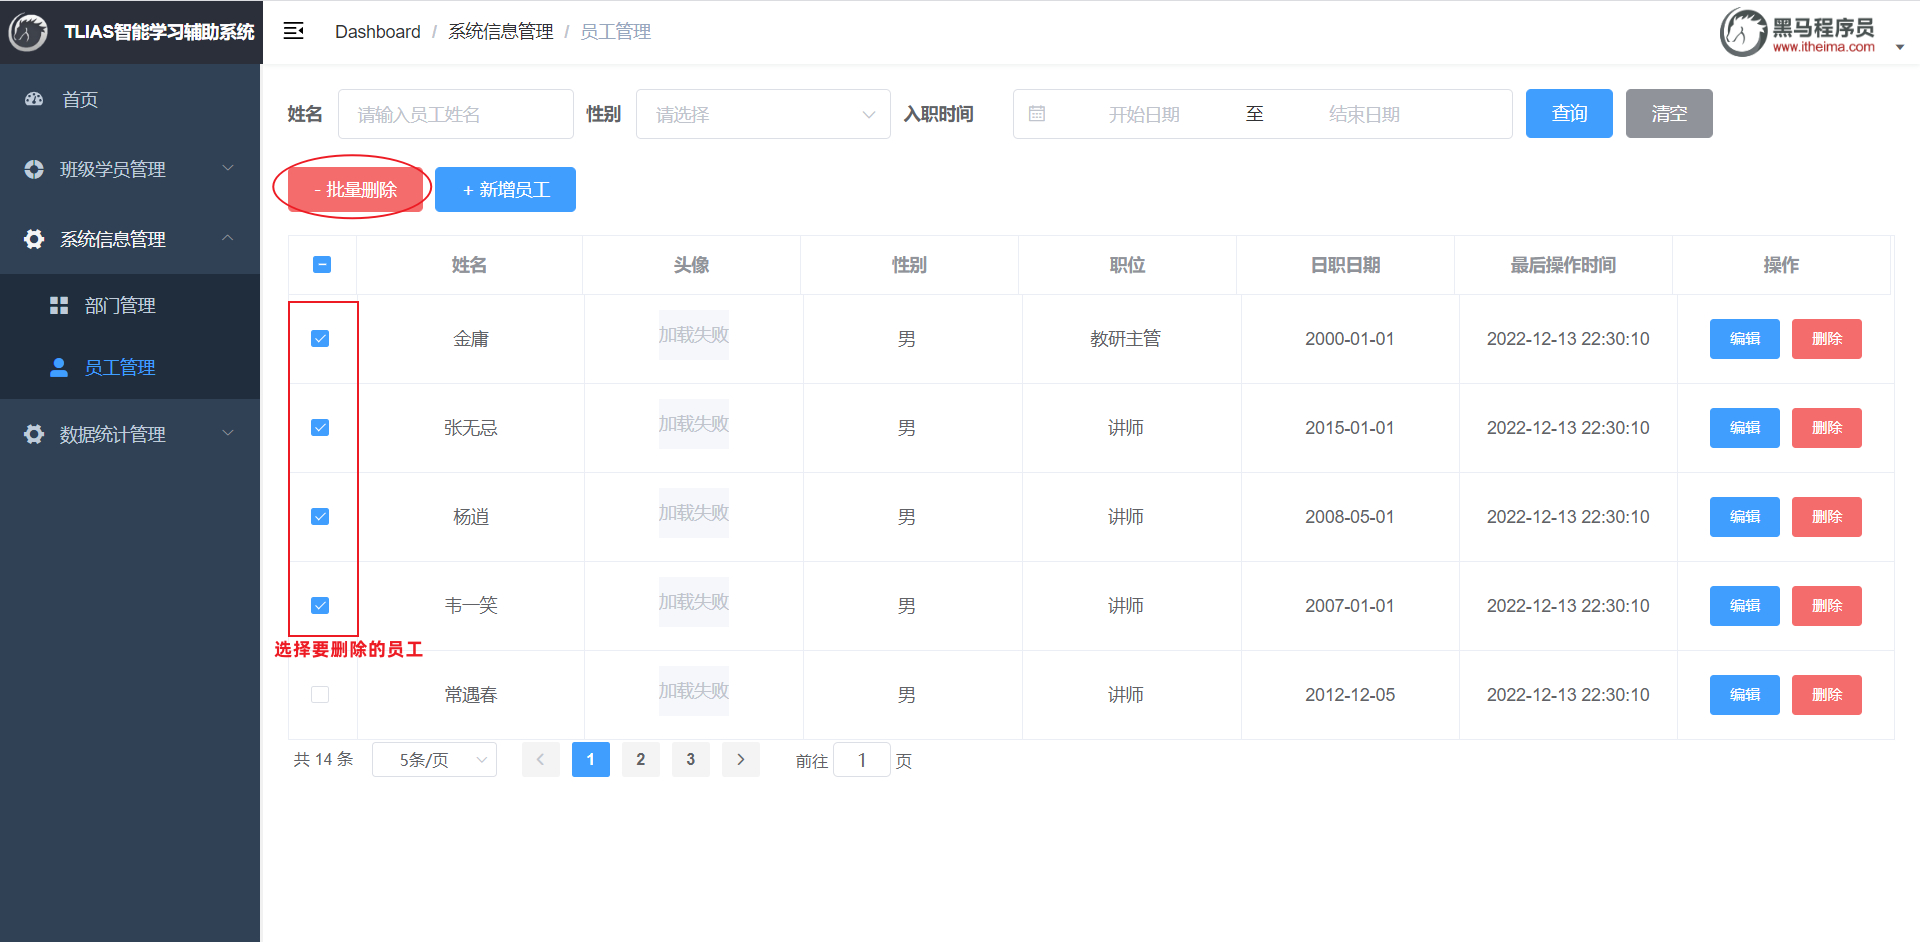 TLIAS智能学习辅助系统
Dashboard / 系统信息管理 / 员工管理
黑马程序员
www.itheima.com
首页
班级学员管理
系统信息管理
部门管理
员工管理
数据统计管理
姓名 请输入员工姓名 性别 请选择 入职时间 开始日期 至 结束日期 查询 清空
- 批量删除 + 新增员工
姓名 头像 性别 职位 日职日期 最后操作时间 操作
金庸 加载失败 男 教研主管 2000-01-01 2022-12-13 22:30:10 编辑 删除
张无忌 加载失败 男 讲师 2015-01-01 2022-12-13 22:30:10 编辑 删除
杨逍 加载失败 男 讲师 2008-05-01 2022-12-13 22:30:10 编辑 删除
韦一笑 加载失败 男 讲师 2007-01-01 2022-12-13 22:30:10 编辑 删除
选择要删除的员工
常遇春 加载失败 男 讲师 2012-12-05 2022-12-13 22:30:10 编辑 删除
共 14 条 5条/页 1 2 3 前往 1 页